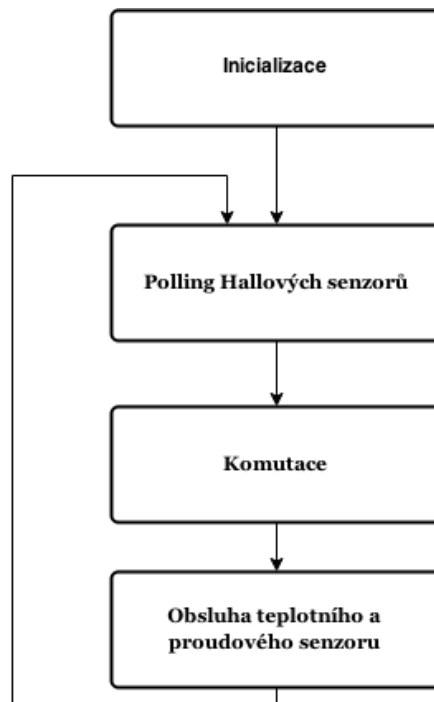 Inicializace
Polling Hallových senzorů
Komutace
Obsluha teplotního a
proudového senzoru